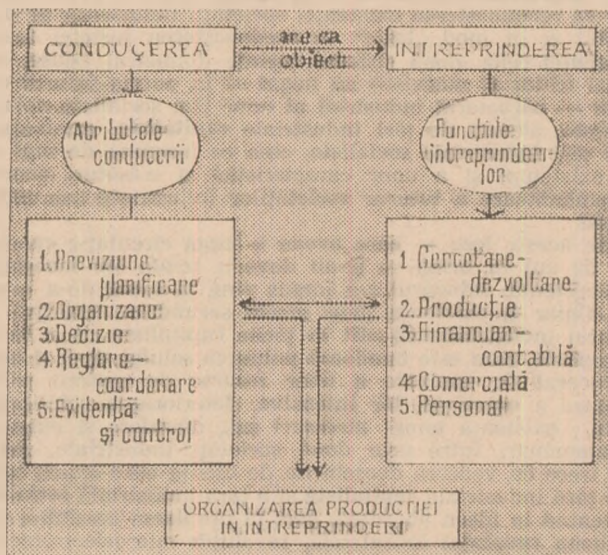 CONDUCEREA
are ca
obiect
INTREPRINDEREA
Atributele
conducerii
Funcțiile
intreprinderi-
lor
1. Previziune
planificare
2. Organizare
3. Decizie
4. Reglare-
coordonare
5. Evidență
și control
1 Cercetare-
dezvoltare
2. Producție
3. Financiar-
contabilă
4. Comercială
5. Personal
ORGANIZAREA PRODUCTIEI
IN INTREPRINDERI